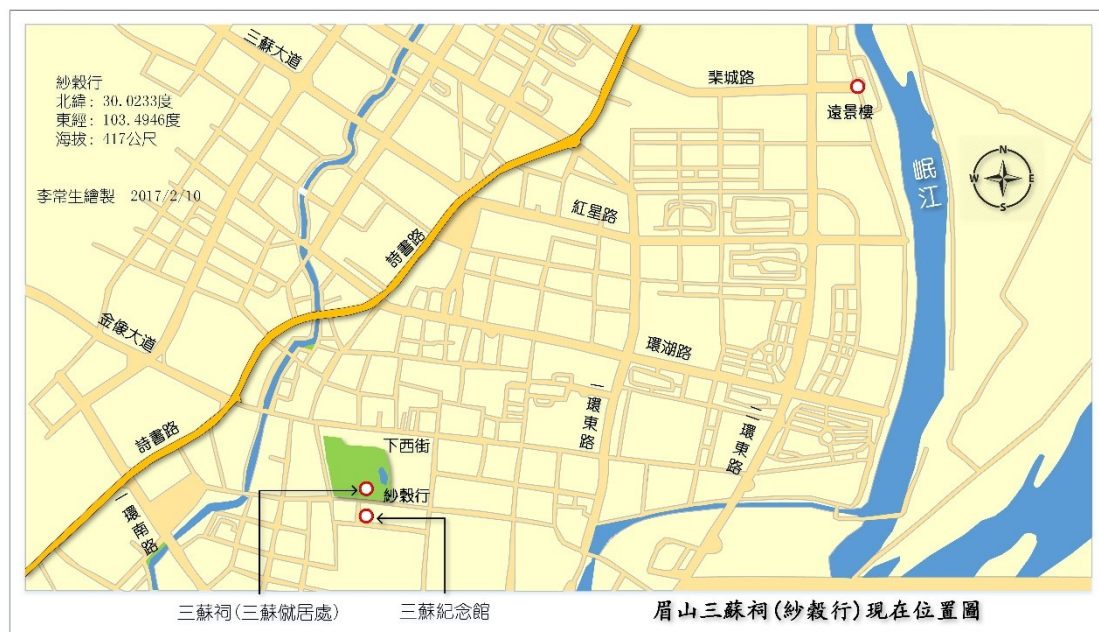 三蘇大道
紗縠行
北緯: 30.0233度
東經: 103.4946度
海拔: 417公尺
李常生繪製 2017/2/10
棐城路
遠景樓
岷江
N
W E
S
紅星路
詩書路
金像大道
環湖路
一環東路
二環東路
詩書路
下西街
紗縠行
一環南路
三蘇祠(三蘇僦居處)
三蘇紀念館
眉山三蘇祠(紗縠行)現在位置圖